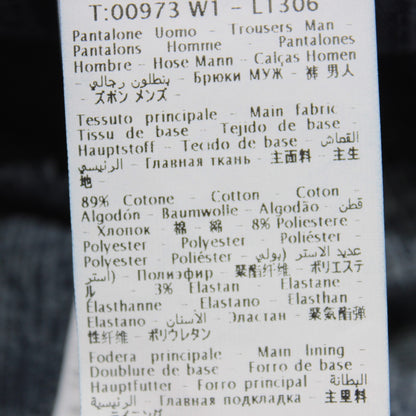 T:00973 W1 - L1306
Pantalone Uomo - Trousers Man -
Pantalons Homme - Pantalones
Hombre - Hose Mann - Calças Homen
- بنطلون رجالي - Брюки МУЖ - 裤 男人
- ズボン メンズ -
Tessuto principale - Main fabric -
Tissu de base - Tejido de base -
Hauptstoff - Tecido de base - القماش
الرئيسي - Главная ткань - 主面料 - 主生
地 -
89% Cotone - Cotton - Coton -
Algodón - Baumwolle - Algodão - قطن
- Хлопок 棉 - 綿 8% Poliestere -
Polyester - Polyester - Poliéster -
Polyester - Poliéster - عديد الاستر (بولي
أستر) - Полиэфир - 聚酯纤维 - ポリエステ
ル - 3% Elastan - Elastane -
Élasthanne - Elastano - Elasthan -
Elastano - الأستان - Эластан - 聚氨酯弹
性纤维 - ポリウレタン
Fodera principale - Main lining -
Doublure de base - Forro de base -
Hauptfutter - Forro principal - البطانة
الرئيسية - Главная подкладка - 主里料